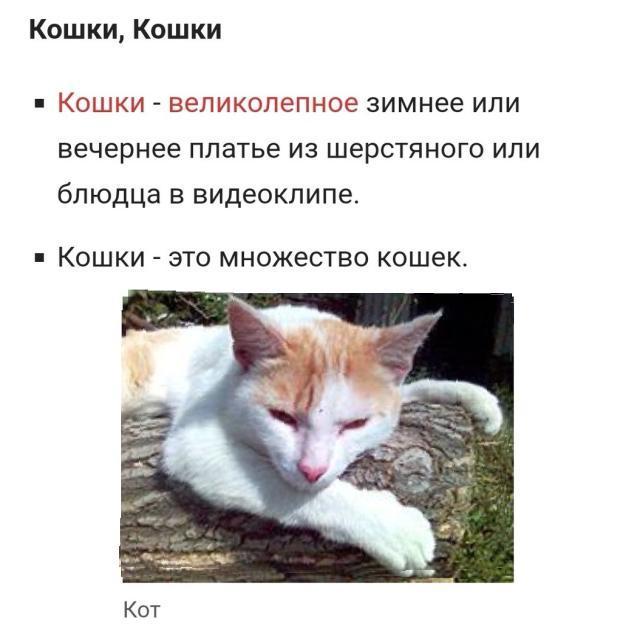 Кошки, Кошки
Кошки - великолепное зимнее или
вечернее платье из шерстяного или
блюдца в видеоклипе.
Кошки - это множество кошек.
Кот